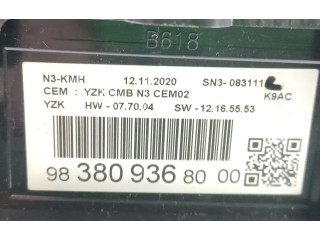 B618
N3-KMH 12.11.2020 SN3- 083111
CEM : YZK CMB N3 CEM02 K9AC
YZK HW - 07.70.04 SW - 12.16.55.53
98 380 936 80 00